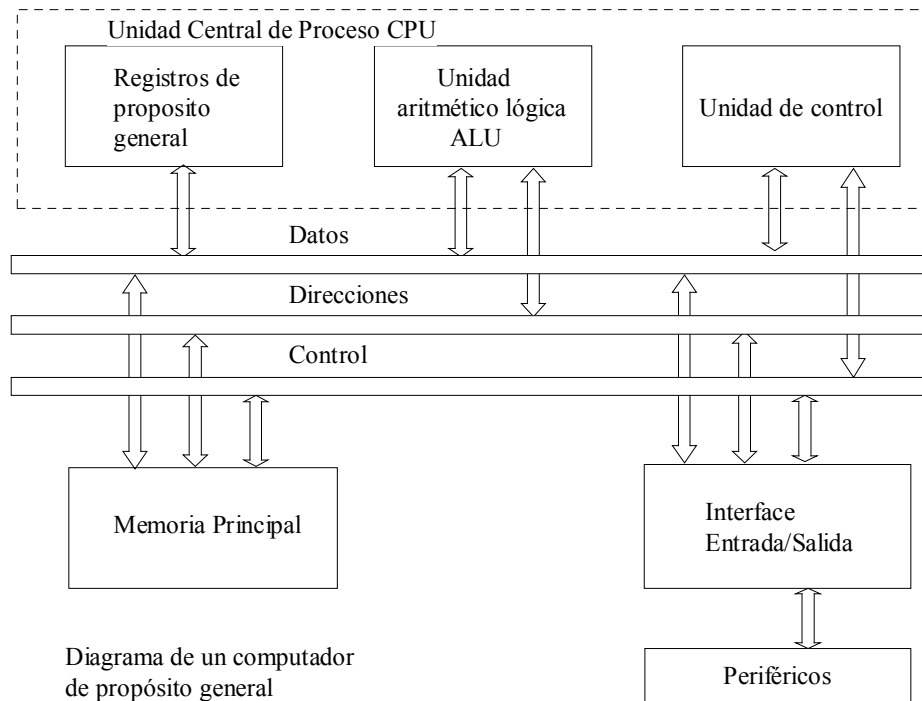 Unidad Central de Proceso CPU
Registros de
proposito
general
Unidad
aritmético lógica
ALU
Unidad de control
Datos
Direcciones
Control
Memoria Principal
Interface
Entrada/Salida
Diagrama de un computador
de propósito general
Periféricos